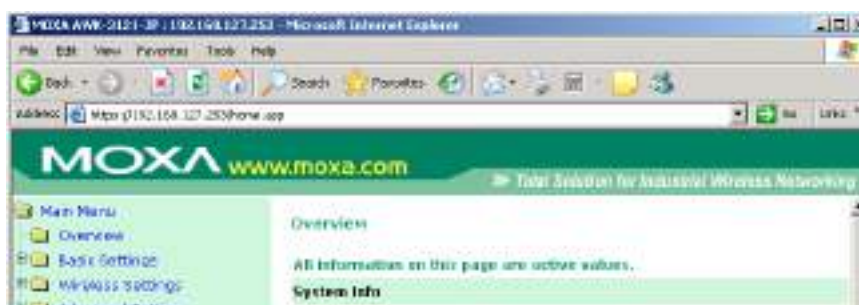 MOXA AWK-3121-JP : 192.168.127.253 - Microsoft Internet Explorer
File Edit View Favorites Tools Help
Back Search Favorites
Address https://192.168.127.253/home.asp Go Links
MOXA www.moxa.com
Total Solution for Industrial Wireless Networking
Main Menu
Overview
Basic Settings
Wireless Settings
Overview
All information on this page are active values.
System Info